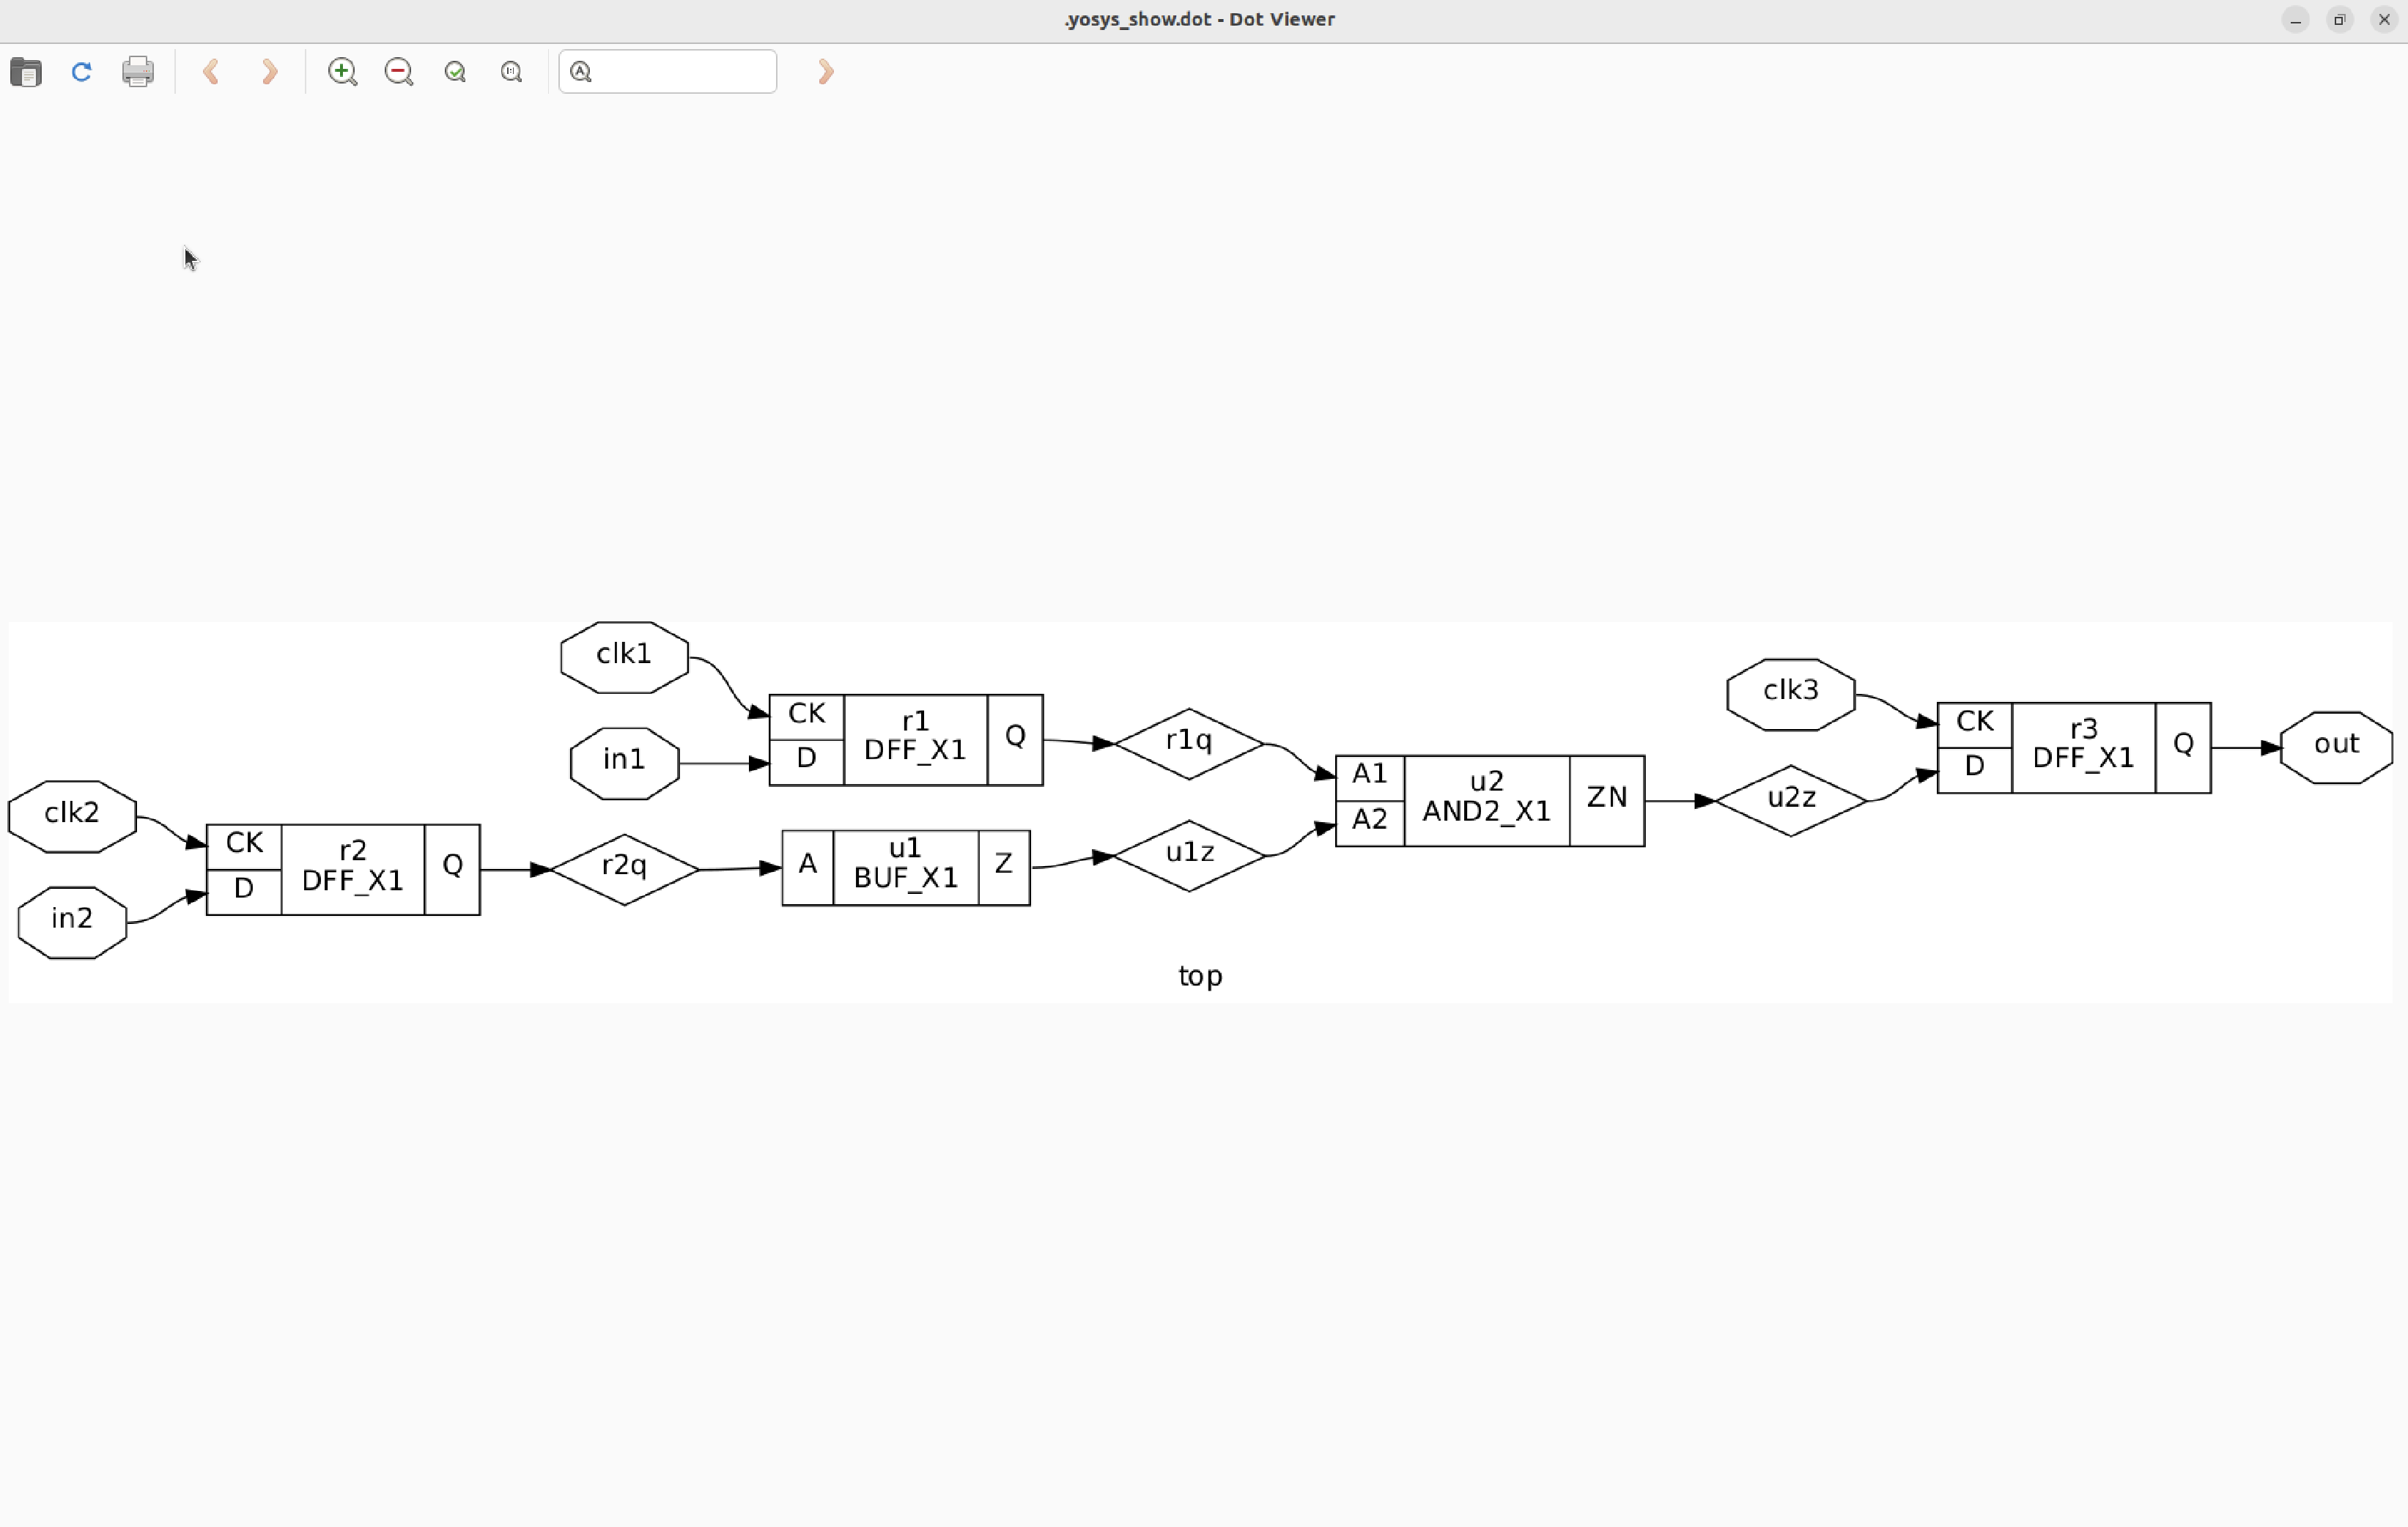 .yosys_show.dot - Dot Viewer
clk1
in1
CK
D
r1
DFF_X1
Q
r1q
clk2
in2
CK
D
r2
DFF_X1
Q
r2q
A
u1
BUF_X1
Z
u1z
A1
A2
u2
AND2_X1
ZN
u2z
clk3
CK
D
r3
DFF_X1
Q
out
top